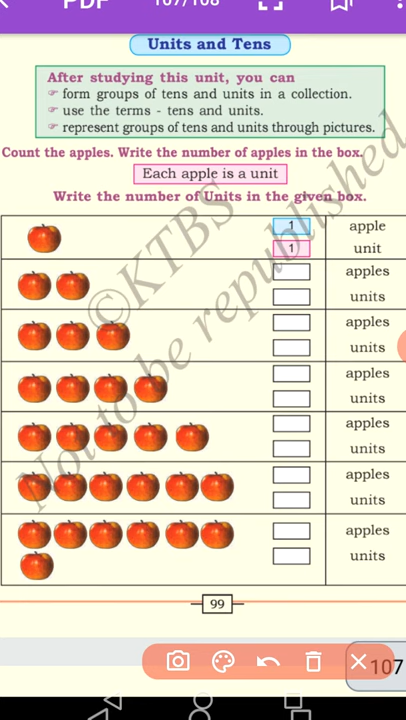 PDF 107/108
Units and Tens
After studying this unit, you can
☞ form groups of tens and units in a collection.
☞ use the terms - tens and units.
☞ represent groups of tens and units through pictures.
Count the apples. Write the number of apples in the box.
Each apple is a unit
Write the number of Units in the given box.
1 apple
1 unit
apples
units
apples
units
apples
units
apples
units
apples
units
apples
units
©KTBS
Not to be republished
99
107